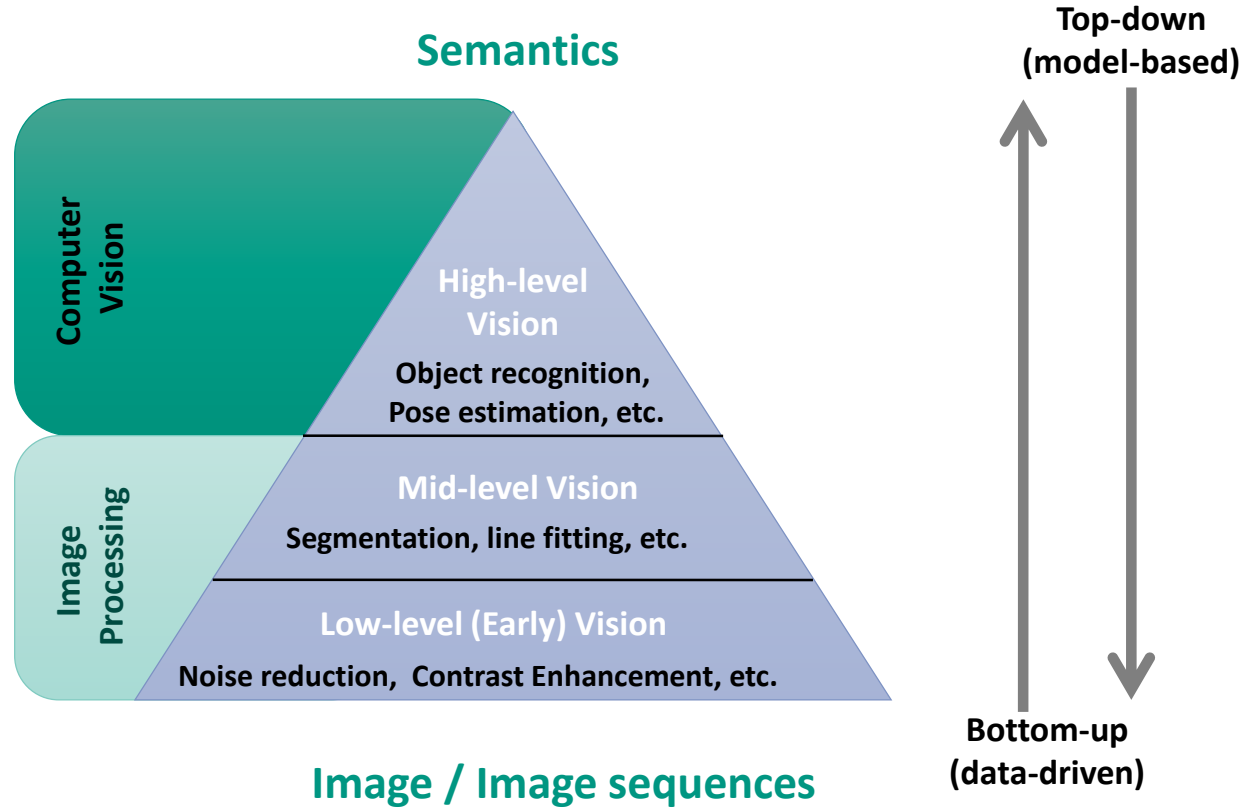 Top-down
(model-based)
Semantics
Computer
Vision
High-level
Vision
Object recognition,
Pose estimation, etc.
Image
Processing
Mid-level Vision
Segmentation, line fitting, etc.
Low-level (Early) Vision
Noise reduction,  Contrast Enhancement, etc.
Bottom-up
(data-driven)
Image / Image sequences